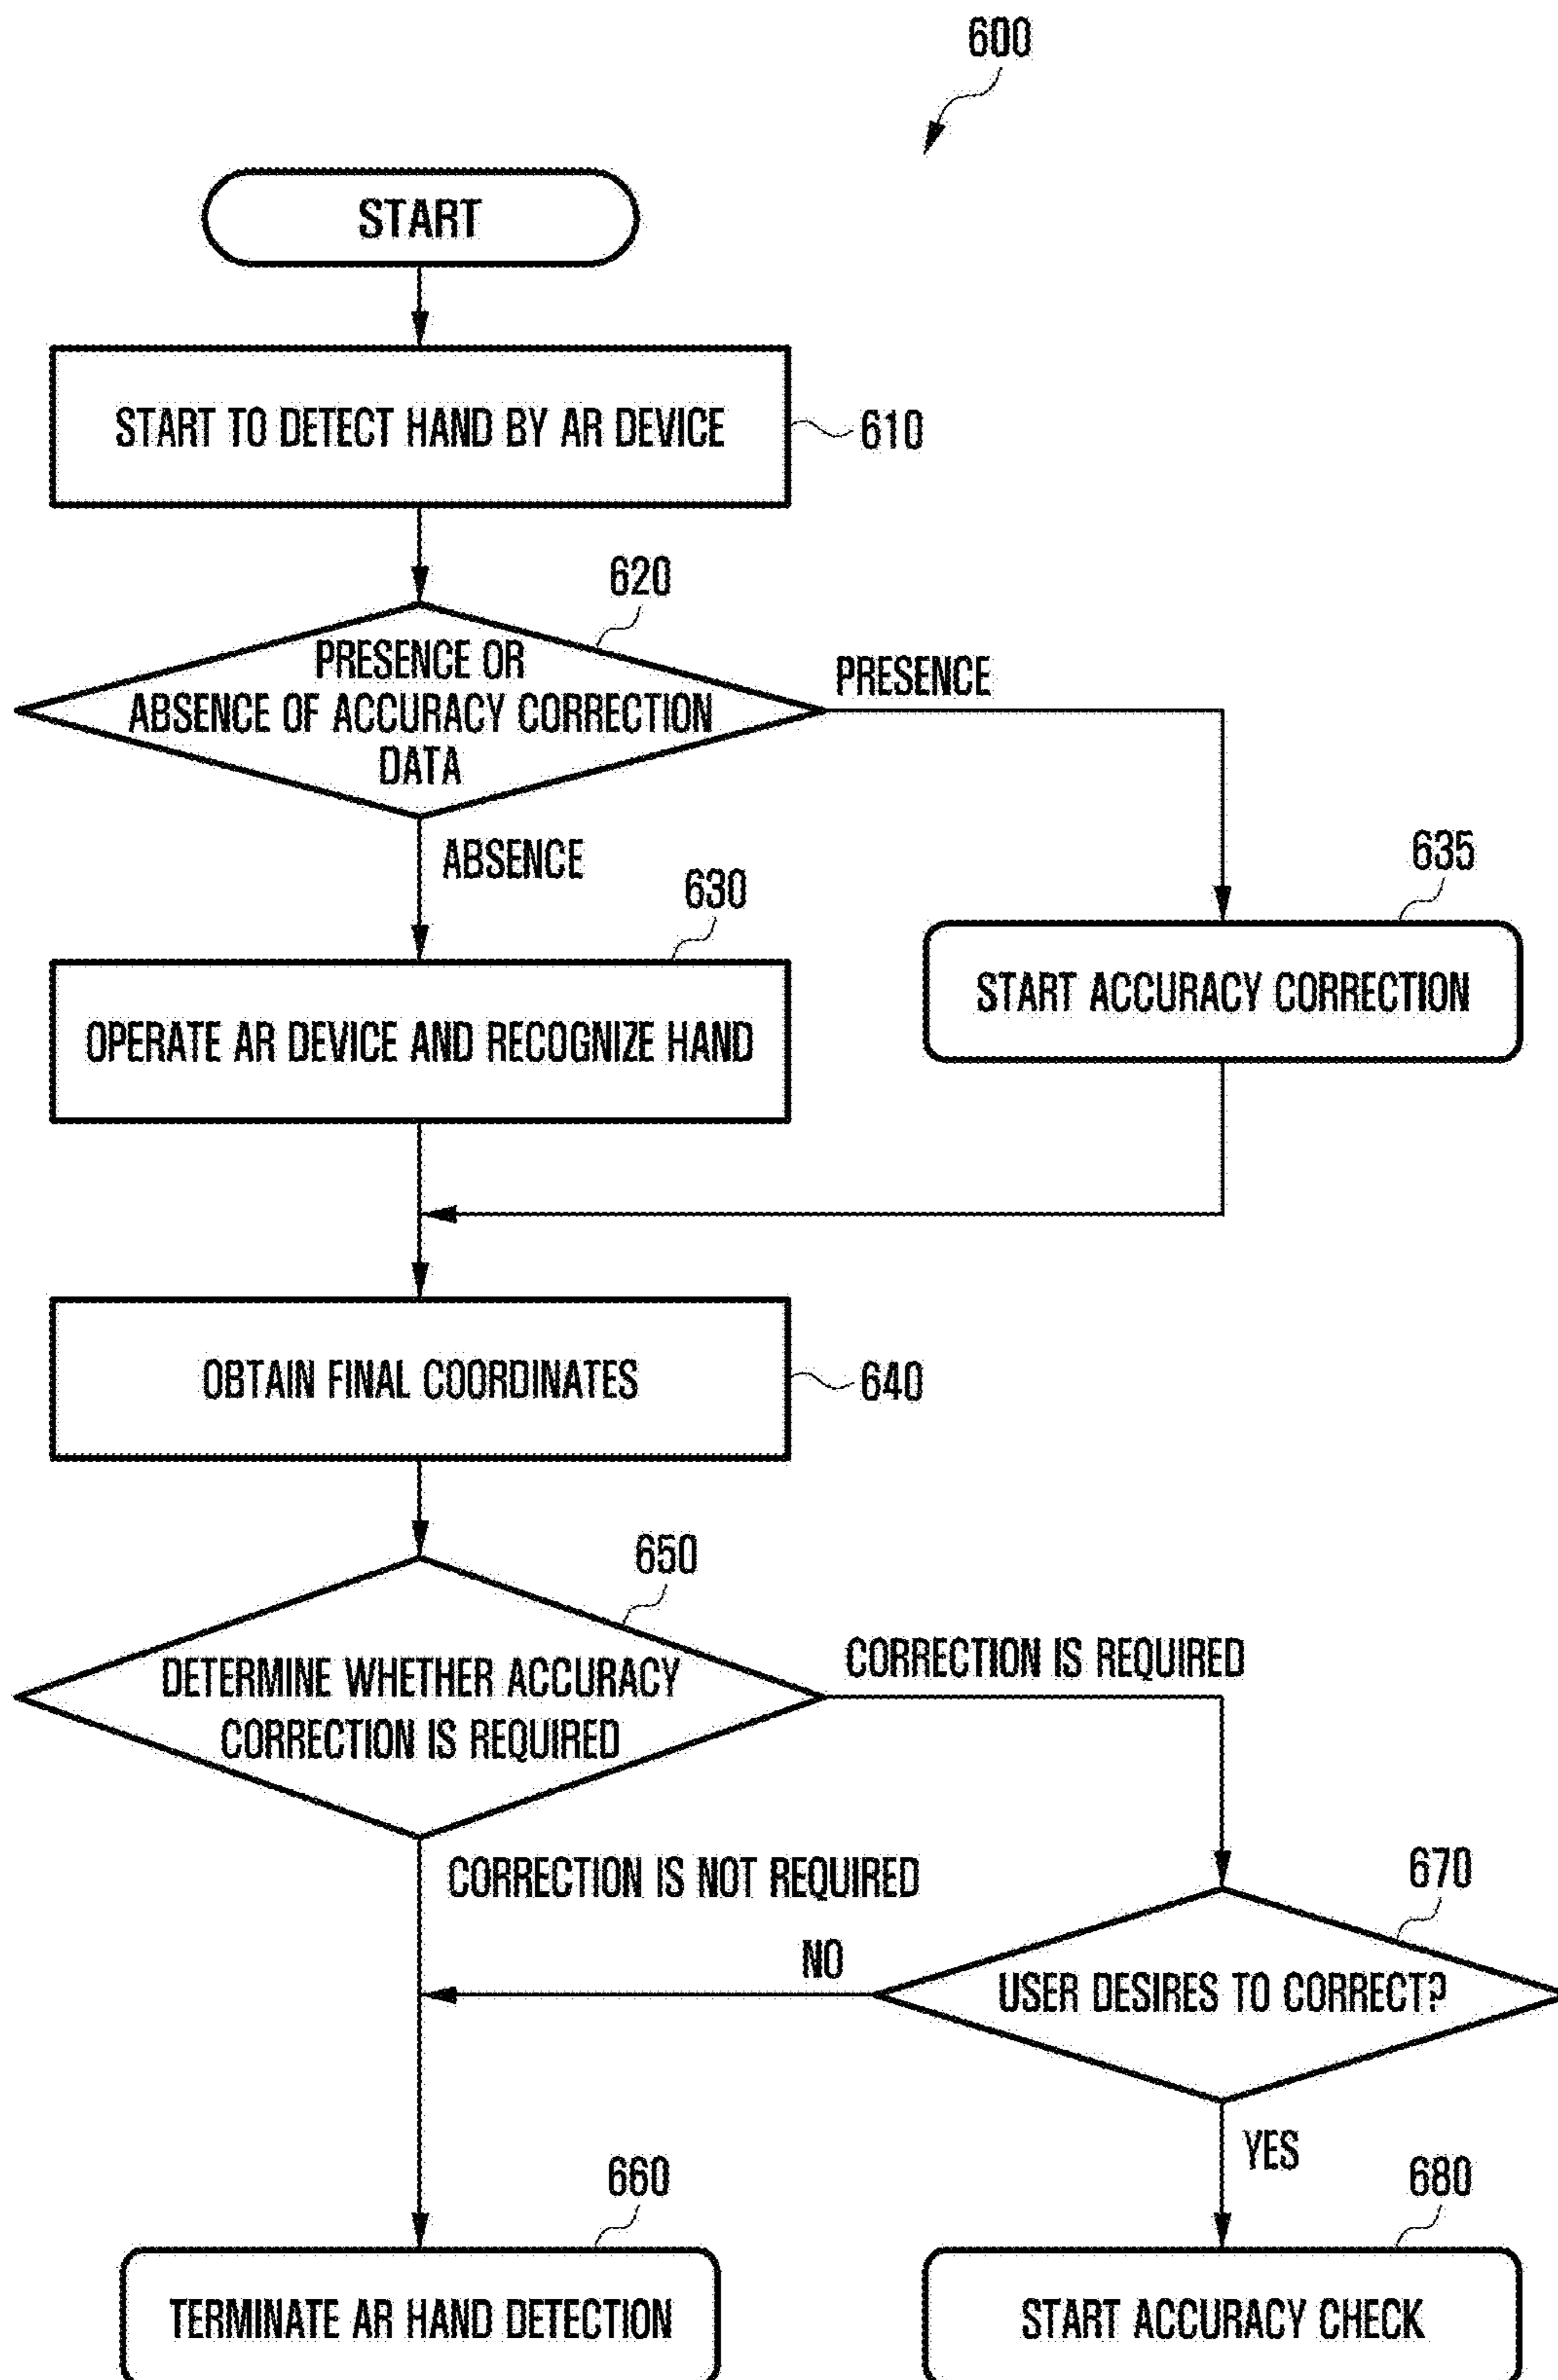 600
START
START TO DETECT HAND BY AR DEVICE
610
620
PRESENCE OR
ABSENCE OF ACCURACY CORRECTION
DATA
PRESENCE
ABSENCE
630
635
OPERATE AR DEVICE AND RECOGNIZE HAND
START ACCURACY CORRECTION
OBTAIN FINAL COORDINATES
640
650
DETERMINE WHETHER ACCURACY
CORRECTION IS REQUIRED
CORRECTION IS REQUIRED
CORRECTION IS NOT REQUIRED
670
NO
USER DESIRES TO CORRECT?
YES
660
680
TERMINATE AR HAND DETECTION
START ACCURACY CHECK